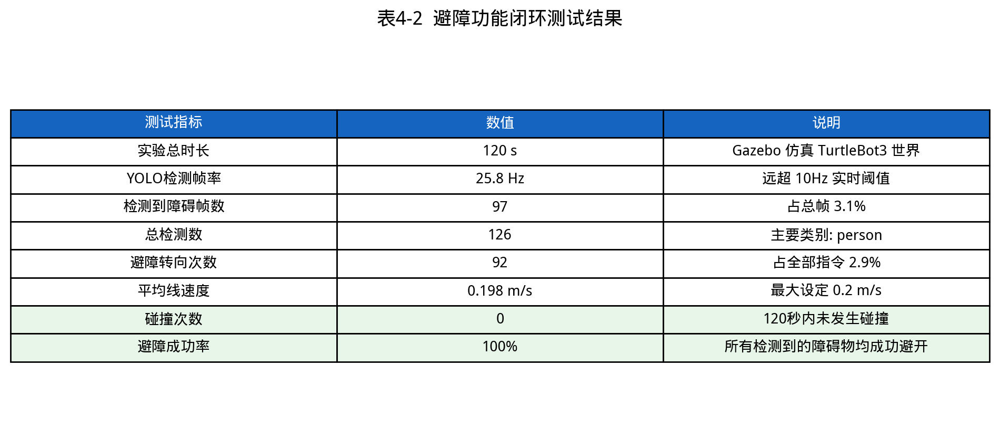 表4-2 避障功能闭环测试结果
测试指标 数值 说明
实验总时长 120 s Gazebo 仿真 TurtleBot3 世界
YOLO检测帧率 25.8 Hz 远超 10Hz 实时阈值
检测到障碍帧数 97 占总帧 3.1%
总检测数 126 主要类别: person
避障转向次数 92 占全部指令 2.9%
平均线速度 0.198 m/s 最大设定 0.2 m/s
碰撞次数 0 120秒内未发生碰撞
避障成功率 100% 所有检测到的障碍物均成功避开